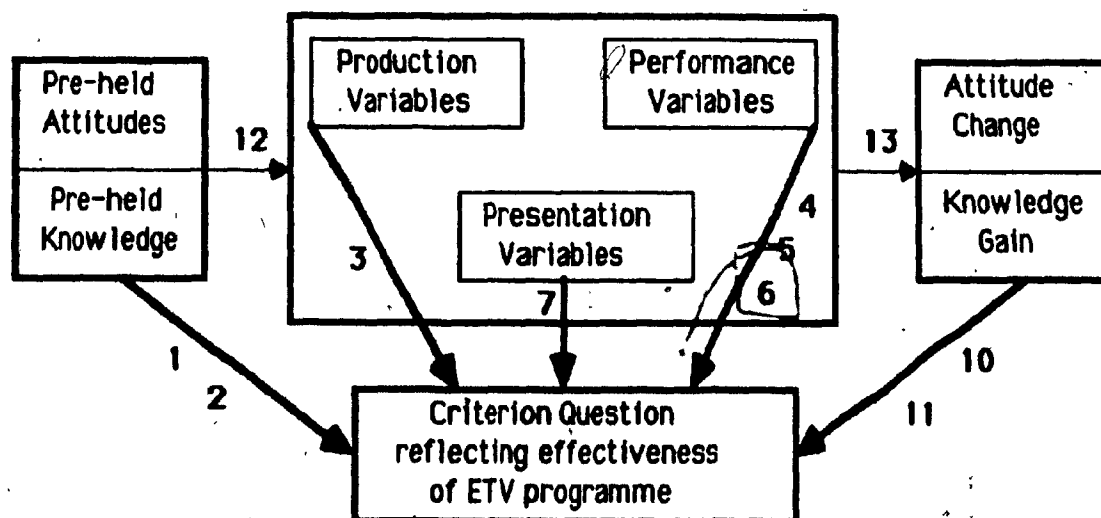 Pre-held
Attitudes
Pre-held
Knowledge
12
Production
Variables
Performance
Variables
Presentation
Variables
3
7
4
5
6
13
Attitude
Change
Knowledge
Gain
1
2
10
11
Criterion Question
reflecting effectiveness
of ETV programme